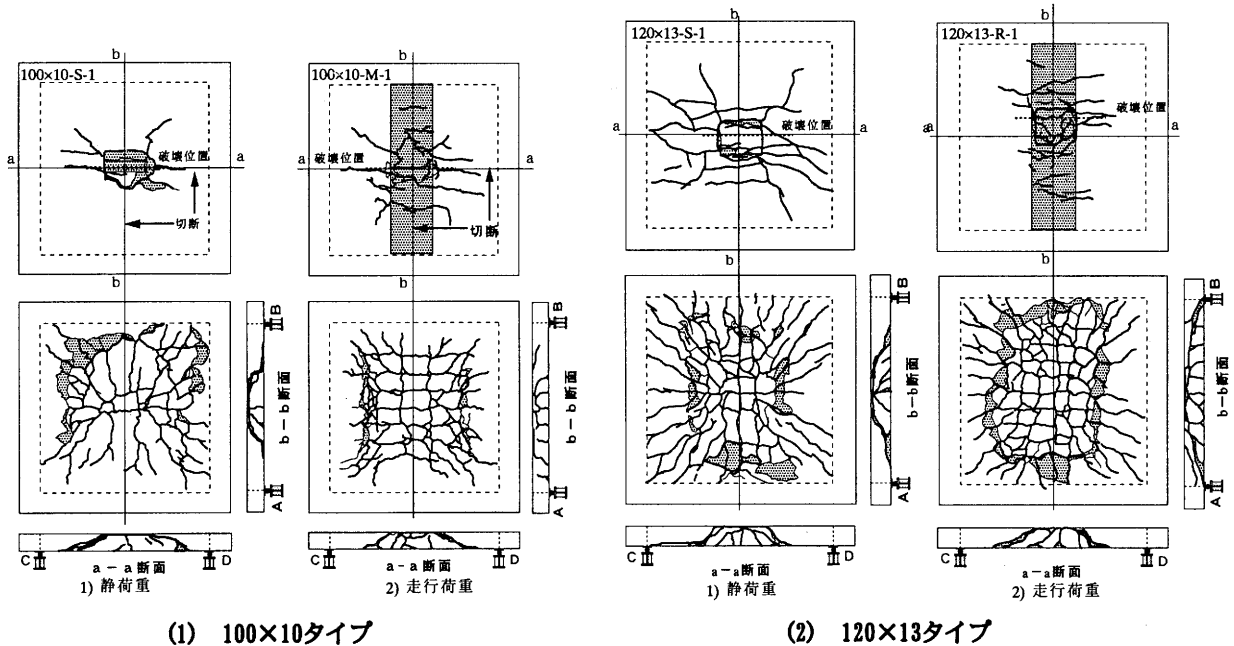 b
100×10-S-1
破壊位置
a
a
切断
b
100×10-M-1
破壊位置
a
切断
b
120×13-S-1
破壊位置
a
a
b
b
120×13-R-1
破壊位置
a
a
a
b
B
b－b断面
A
C
D
a－a断面
1) 静荷重
B
b－b断面
A
C
D
a－a断面
2) 走行荷重
B
b－b断面
A
C
D
a－a断面
1) 静荷重
B
b－b断面
A
C
D
a－a断面
2) 走行荷重
(1) 100×10タイプ
(2) 120×13タイプ